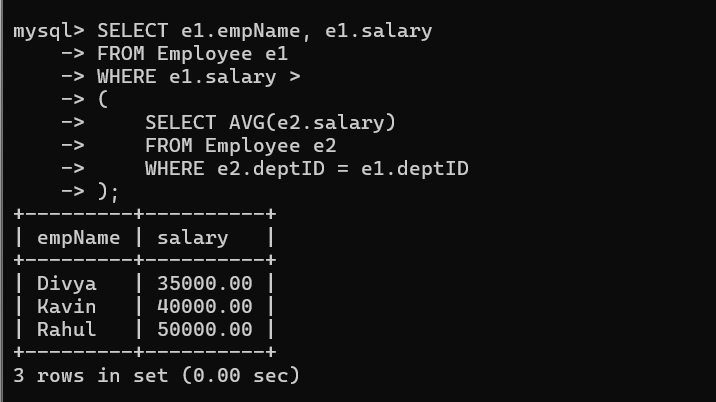 mysql> SELECT e1.empName, e1.salary
    -> FROM Employee e1
    -> WHERE e1.salary >
    -> (
    ->     SELECT AVG(e2.salary)
    ->     FROM Employee e2
    ->     WHERE e2.deptID = e1.deptID
    -> );
+---------+----------+
| empName | salary   |
+---------+----------+
| Divya   | 35000.00 |
| Kavin   | 40000.00 |
| Rahul   | 50000.00 |
+---------+----------+
3 rows in set (0.00 sec)